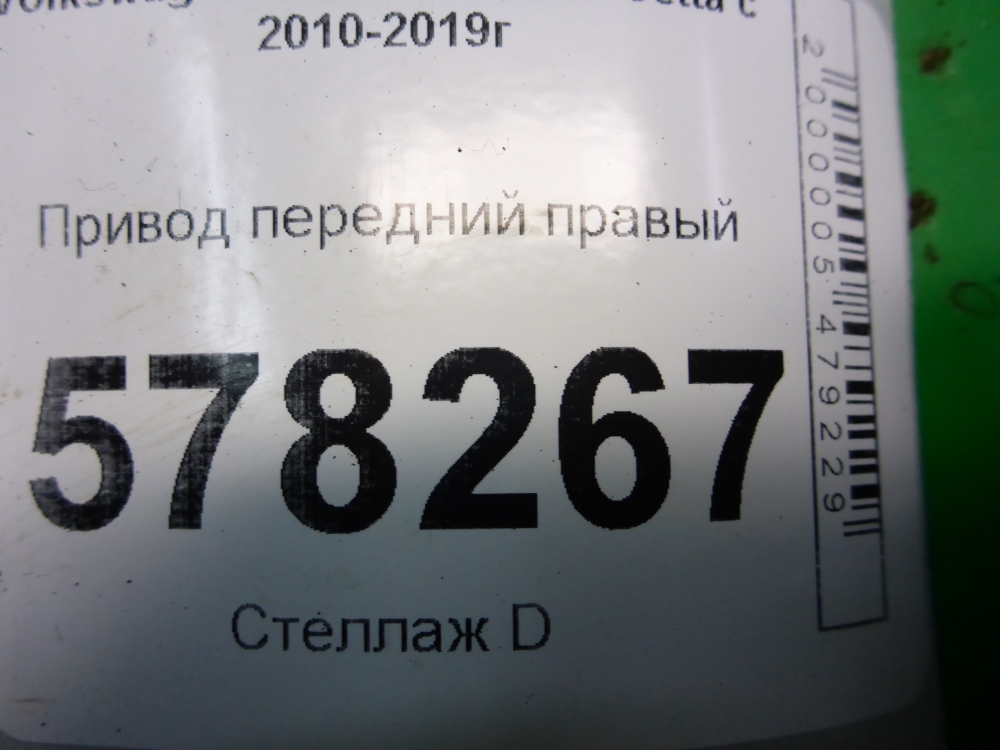 2010-2019г
Привод передний правый
578267
Стеллаж D
2000005479229